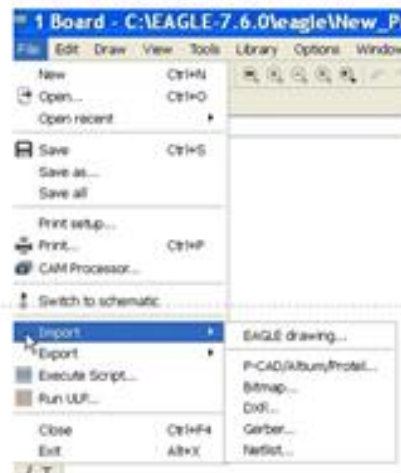 1 Board - C:\EAGLE-7.6.0\eagle\New_P
File Edit Draw View Tools Library Options Window
New Ctrl+N
Open... Ctrl+O
Open recent
Save Ctrl+S
Save as...
Save all
Print setup...
Print... Ctrl+P
CAM Processor...
Switch to schematic
Import
Export
Execute Script...
Run ULP...
Close Ctrl+F4
Exit Alt+X
EAGLE drawing...
P-CAD/Altium/Protel...
Bitmap...
DXF...
Gerber...
Netlist...